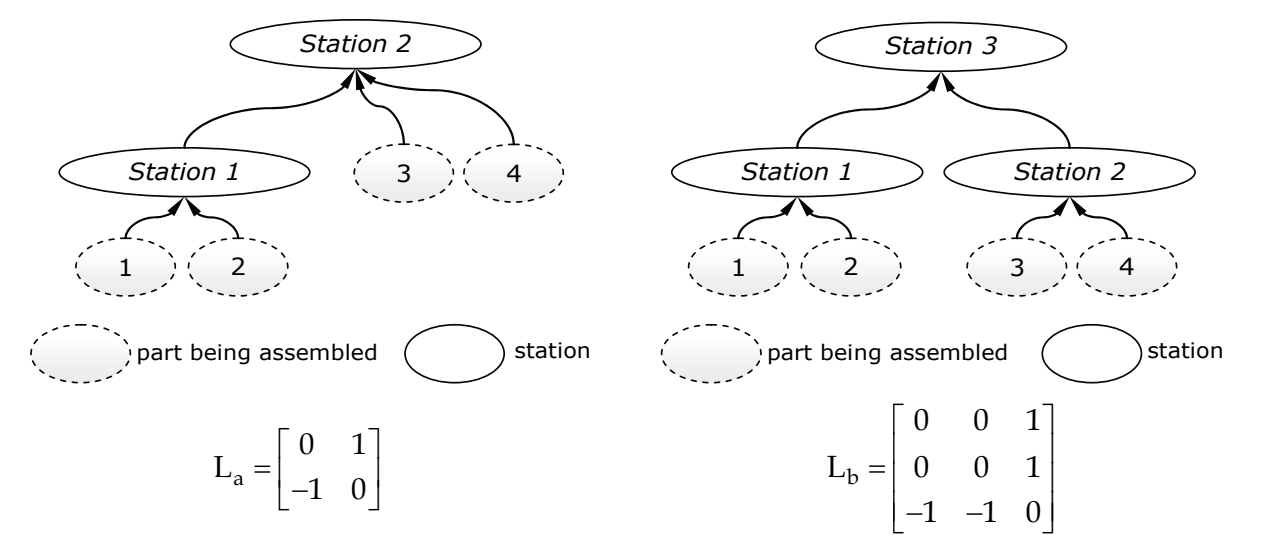 Station 2
Station 1
3
4
1
2
part being assembled
station
L_a = [0 1
−1 0]
Station 3
Station 1
Station 2
1
2
3
4
part being assembled
station
L_b = [0 0 1
0 0 1
−1 −1 0]